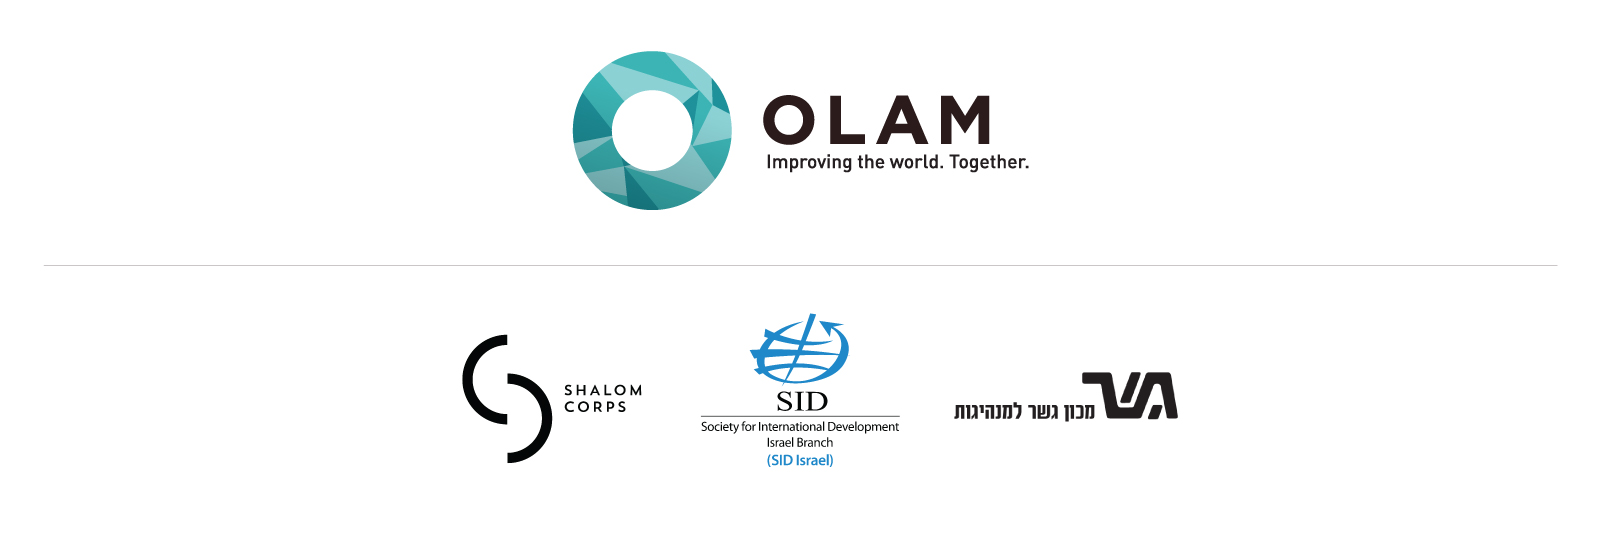 OLAM
Improving the world. Together.
SHALOM
CORPS
SID
Society for International Development
Israel Branch
(SID Israel)
גשר
מכון גשר למנהיגות